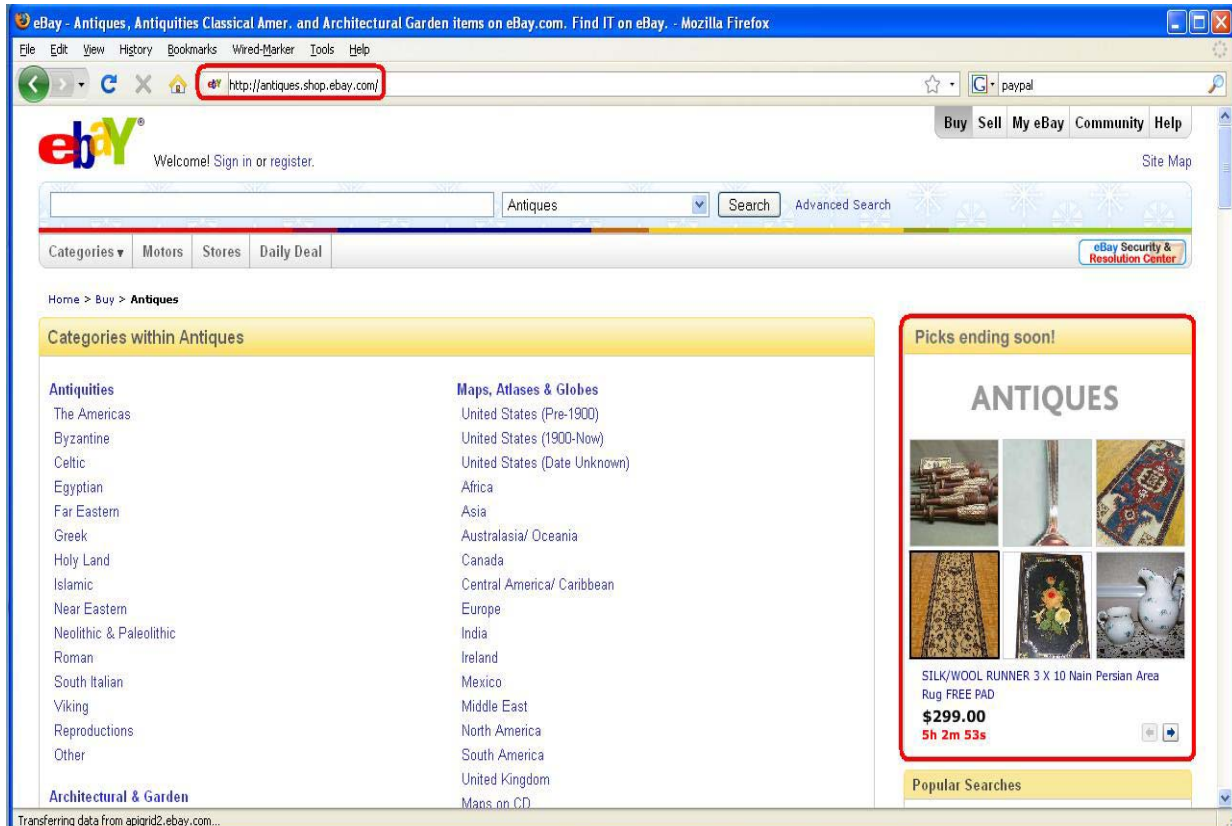 eBay - Antiques, Antiquities Classical Amer. and Architectural Garden items on eBay.com. Find IT on eBay. - Mozilla Firefox
File Edit View History Bookmarks Wired-Marker Tools Help
http://antiques.shop.ebay.com/
paypal
ebaY®
Welcome! Sign in or register.
Buy Sell My eBay Community Help
Site Map
Antiques Search Advanced Search
Categories Motors Stores Daily Deal
eBay Security &
Resolution Center
Home > Buy > Antiques
Categories within Antiques
Antiquities
The Americas
Byzantine
Celtic
Egyptian
Far Eastern
Greek
Holy Land
Islamic
Near Eastern
Neolithic & Paleolithic
Roman
South Italian
Viking
Reproductions
Other
Architectural & Garden
Maps, Atlases & Globes
United States (Pre-1900)
United States (1900-Now)
United States (Date Unknown)
Africa
Asia
Australasia/ Oceania
Canada
Central America/ Caribbean
Europe
India
Ireland
Mexico
Middle East
North America
South America
United Kingdom
Maps on CD
Picks ending soon!
ANTIQUES
SILK/WOOL RUNNER 3 X 10 Nain Persian Area
Rug FREE PAD
$299.00
5h 2m 53s
Popular Searches
Transferring data from apigrid2.ebay.com...